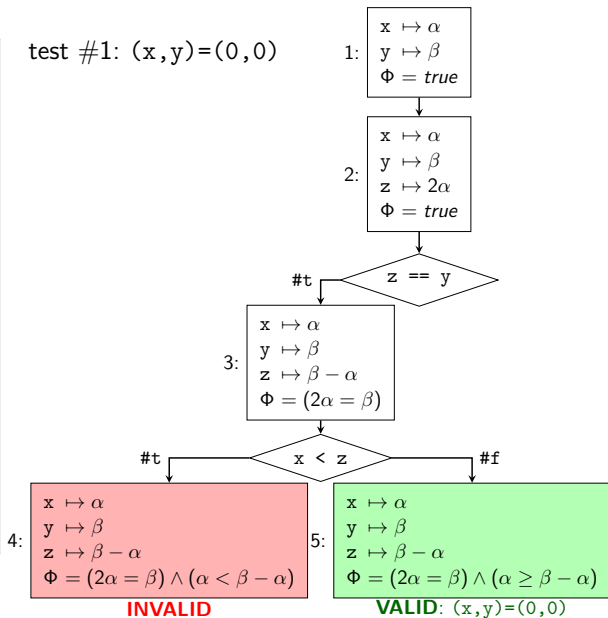 test #1: (x,y)=(0,0)
1:
x ↦ α
y ↦ β
Φ = true
2:
x ↦ α
y ↦ β
z ↦ 2α
Φ = true
z == y
#t
3:
x ↦ α
y ↦ β
z ↦ β − α
Φ = (2α = β)
x < z
#t
#f
4:
x ↦ α
y ↦ β
z ↦ β − α
Φ = (2α = β) ∧ (α < β − α)
INVALID
5:
x ↦ α
y ↦ β
z ↦ β − α
Φ = (2α = β) ∧ (α ≥ β − α)
VALID: (x,y)=(0,0)